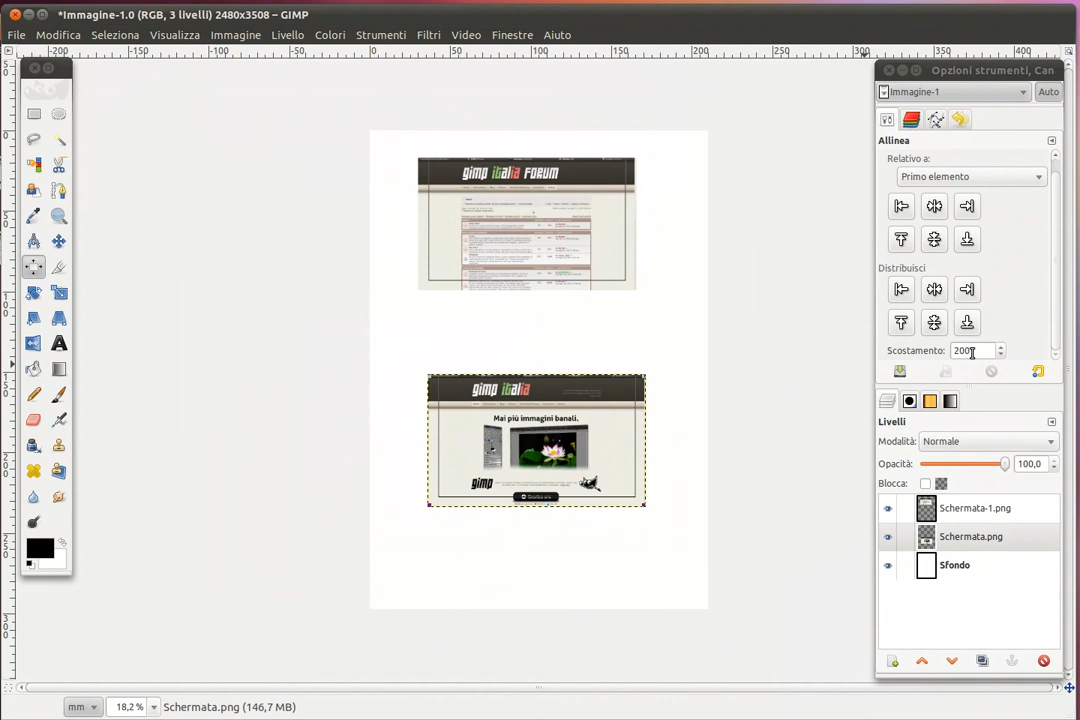 *Immagine-1.0 (RGB, 3 livelli) 2480x3508 – GIMP
File Modifica Seleziona Visualizza Immagine Livello Colori Strumenti Filtri Video Finestre Aiuto
-200 -150 -100 -50 0 50 100 150 200 250 300 350 400
Opzioni strumenti, Can
Immagine-1 Auto
Allinea
Relativo a:
Primo elemento
Distribuisci
Scostamento: 200
Livelli
Modalità: Normale
Opacità: 100,0
Blocca:
Schermata-1.png
Schermata.png
Sfondo
gimp italia FORUM
gimp italia
Mai più immagini banali.
gimp
mm 18,2% Schermata.png (146,7 MB)